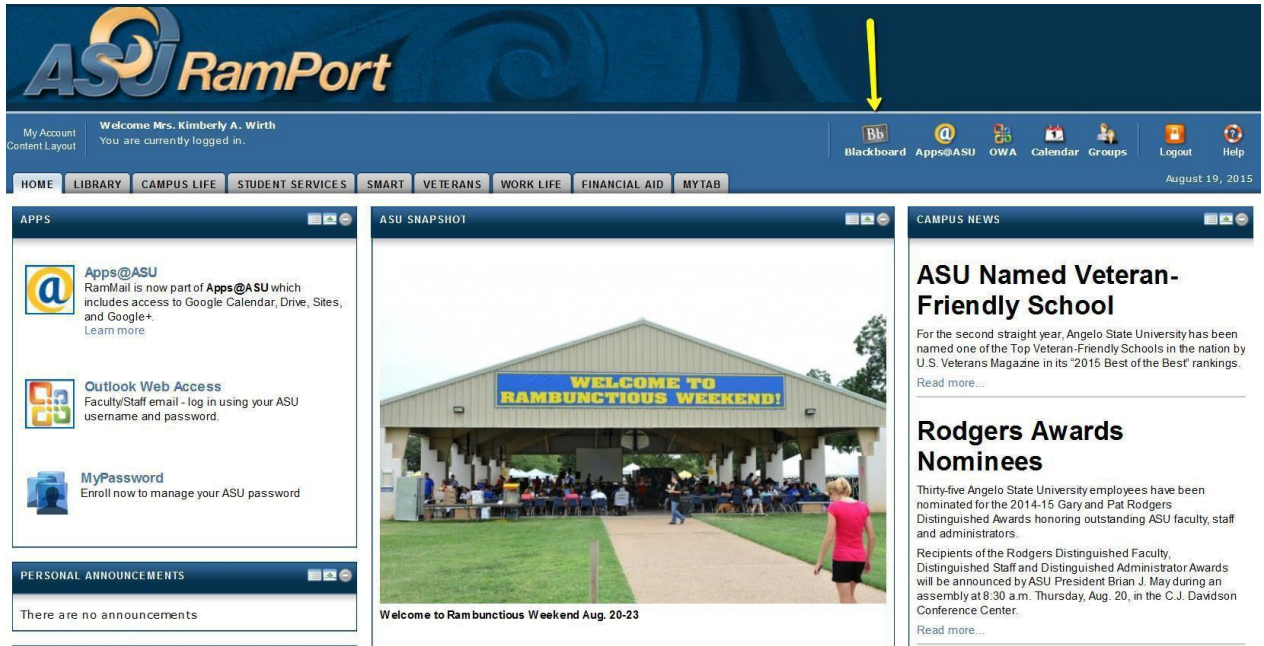 ASU RamPort
My Account
Content Layout
Welcome Mrs. Kimberly A. Wirth
You are currently logged in.
Bb
Blackboard
Apps@ASU
OWA
Calendar
Groups
Logout
Help
HOME
LIBRARY
CAMPUS LIFE
STUDENT SERVICES
SMART
VETERANS
WORK LIFE
FINANCIAL AID
MYTAB
August 19, 2015
APPS
Apps@ASU
RamMail is now part of Apps@ASU which
includes access to Google Calendar, Drive, Sites,
and Google+.
Learn more
Outlook Web Access
Faculty/Staff email - log in using your ASU
username and password.
MyPassword
Enroll now to manage your ASU password
PERSONAL ANNOUNCEMENTS
There are no announcements
ASU SNAPSHOT
WELCOME TO
RAMBUNCTIOUS WEEKEND!
Welcome to Rambunctious Weekend Aug. 20-23
CAMPUS NEWS
ASU Named Veteran-
Friendly School
For the second straight year, Angelo State University has been
named one of the Top Veteran-Friendly Schools in the nation by
U.S. Veterans Magazine in its "2015 Best of the Best" rankings.
Read more...
Rodgers Awards
Nominees
Thirty-five Angelo State University employees have been
nominated for the 2014-15 Gary and Pat Rodgers
Distinguished Awards honoring outstanding ASU faculty, staff
and administrators.
Recipients of the Rodgers Distinguished Faculty,
Distinguished Staff and Distinguished Administrator Awards
will be announced by ASU President Brian J. May during an
assembly at 8:30 a.m. Thursday, Aug. 20, in the C.J. Davidson
Conference Center.
Read more...